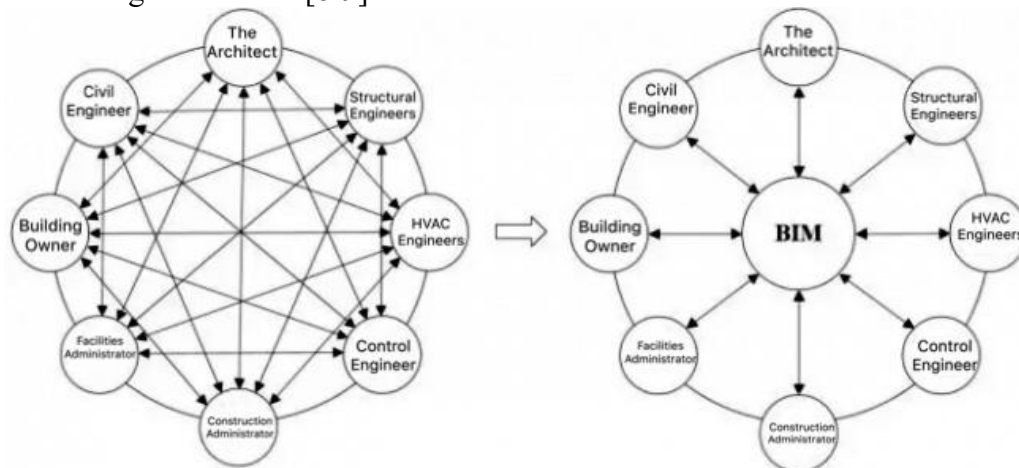 The
Architect
Civil
Engineer
Structural
Engineers
Building
Owner
HVAC
Engineers
Facilities
Administrator
Control
Engineer
Construction
Administrator
The
Architect
Civil
Engineer
Structural
Engineers
Building
Owner
BIM
HVAC
Engineers
Facilities
Administrator
Control
Engineer
Construction
Administrator